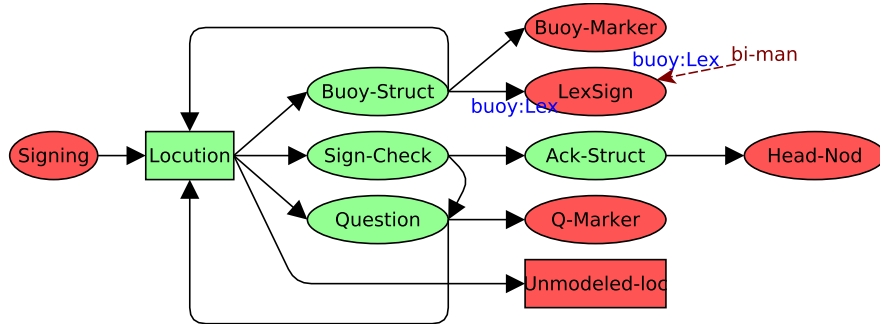 Buoy-Marker
buoy:Lex
bi-man
Buoy-Struct
LexSign
buoy:Lex
Signing
Locution
Sign-Check
Ack-Struct
Head-Nod
Question
Q-Marker
Unmodeled-loc